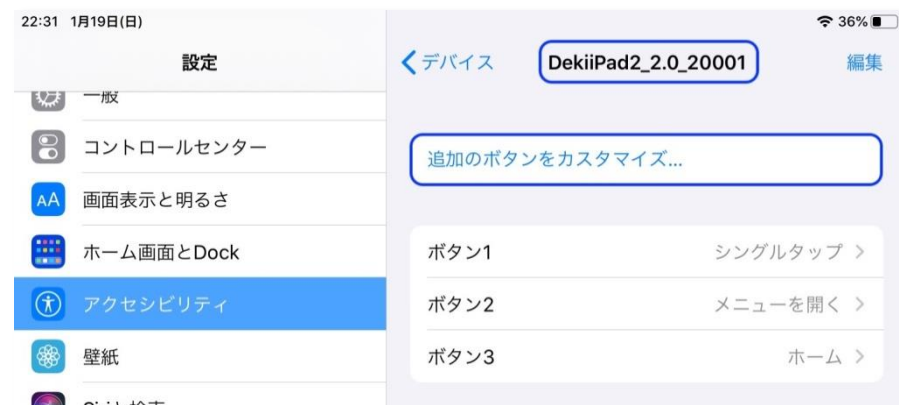 22:31 1月19日(日)
36%
設定
一般
コントロールセンター
AA 画面表示と明るさ
ホーム画面とDock
アクセシビリティ
壁紙
デバイス
DekiiPad2_2.0_20001
編集
追加のボタンをカスタマイズ...
ボタン1 シングルタップ
ボタン2 メニューを開く
ボタン3 ホーム